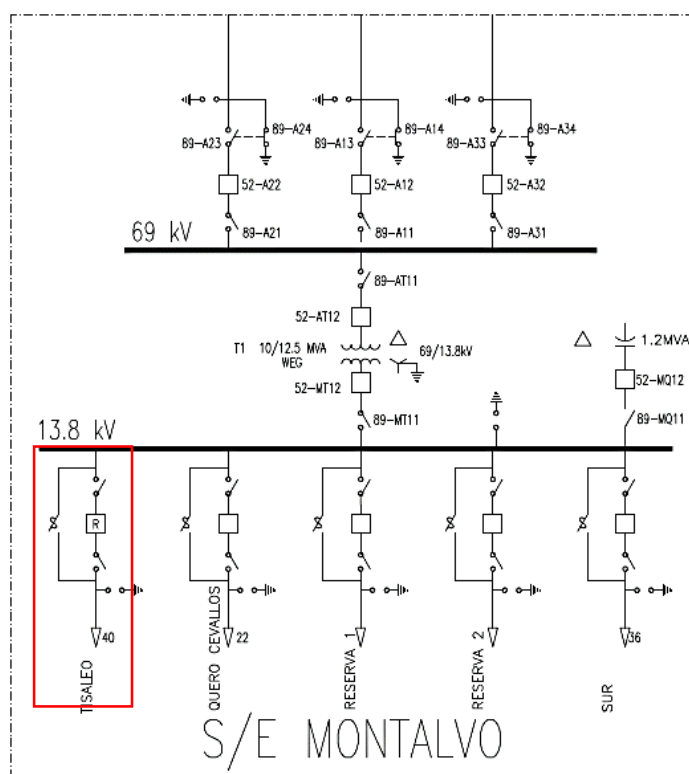 89-A24
89-A14
89-A34
89-A23
89-A13
89-A33
52-A22
52-A12
52-A32
89-A21
89-A11
89-A31
69 kV
89-AT11
52-AT12
T1 10/12.5 MVA
WEG
69/13.8kV
1.2MVA
52-MT12
52-MQ12
89-MT11
89-MQ11
13.8 kV
R
40
22
36
TISALEO
QUERO CEVALLOS
RESERVA 1
RESERVA 2
SUR
S/E MONTALVO